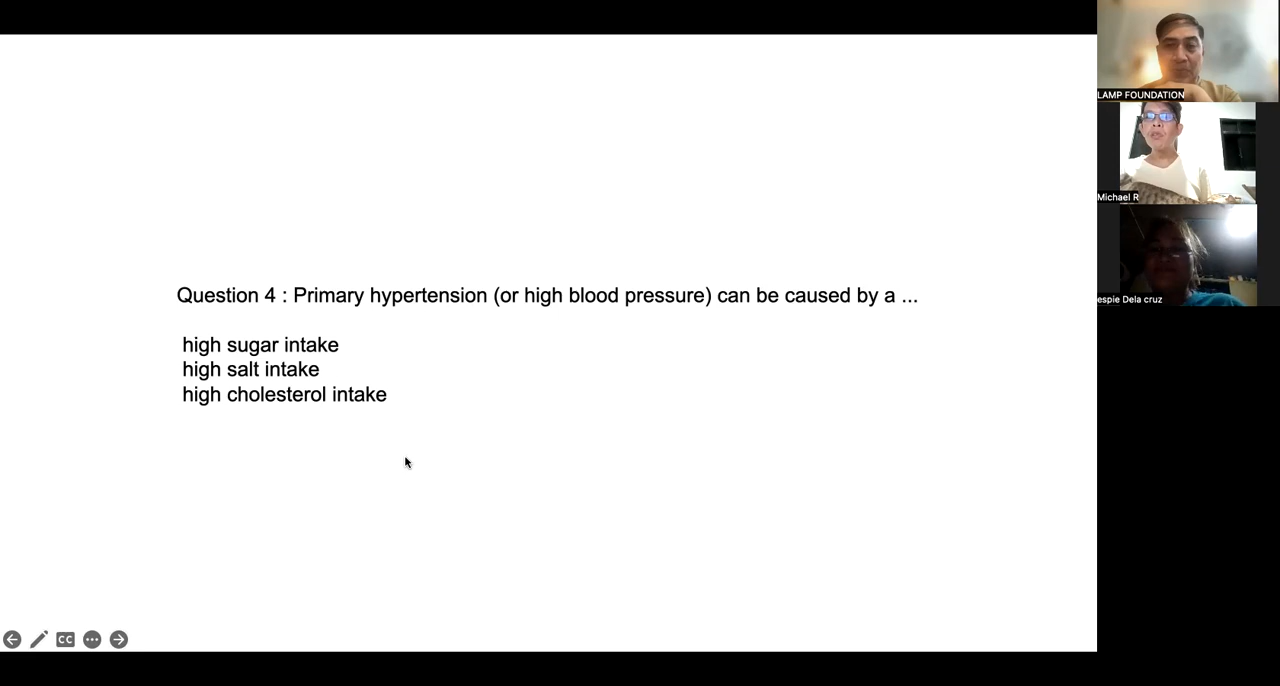 Question 4 : Primary hypertension (or high blood pressure) can be caused by a ...
high sugar intake
high salt intake
high cholesterol intake
LAMP FOUNDATION
Michael R
espie Dela cruz
CC